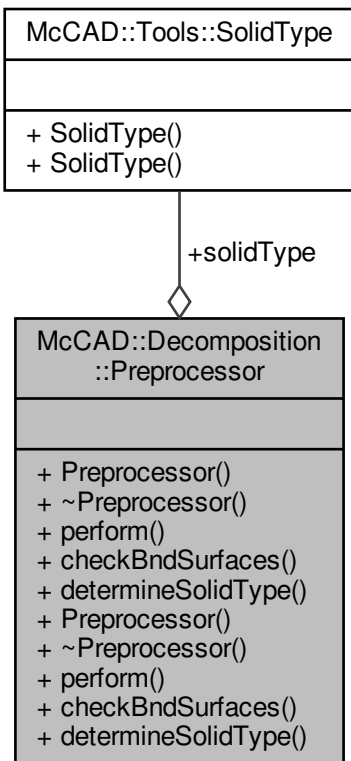 McCAD::Tools::SolidType
+ SolidType()
+ SolidType()
+solidType
McCAD::Decomposition
::Preprocessor
+ Preprocessor()
+ ~Preprocessor()
+ perform()
+ checkBndSurfaces()
+ determineSolidType()
+ Preprocessor()
+ ~Preprocessor()
+ perform()
+ checkBndSurfaces()
+ determineSolidType()